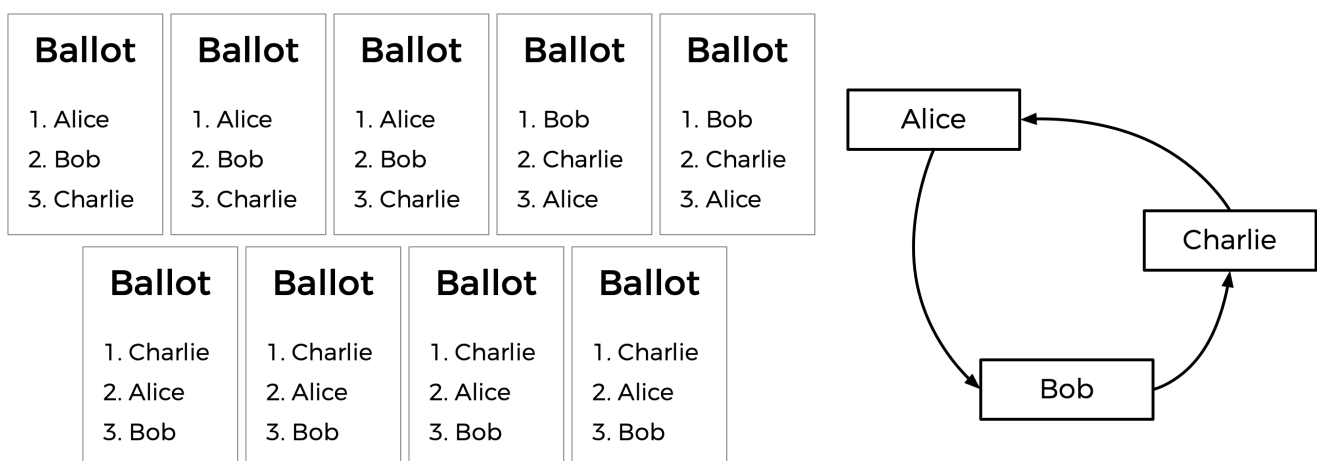 Ballot
1. Alice
2. Bob
3. Charlie
Ballot
1. Alice
2. Bob
3. Charlie
Ballot
1. Alice
2. Bob
3. Charlie
Ballot
1. Bob
2. Charlie
3. Alice
Ballot
1. Bob
2. Charlie
3. Alice
Ballot
1. Charlie
2. Alice
3. Bob
Ballot
1. Charlie
2. Alice
3. Bob
Ballot
1. Charlie
2. Alice
3. Bob
Ballot
1. Charlie
2. Alice
3. Bob
Alice
Charlie
Bob